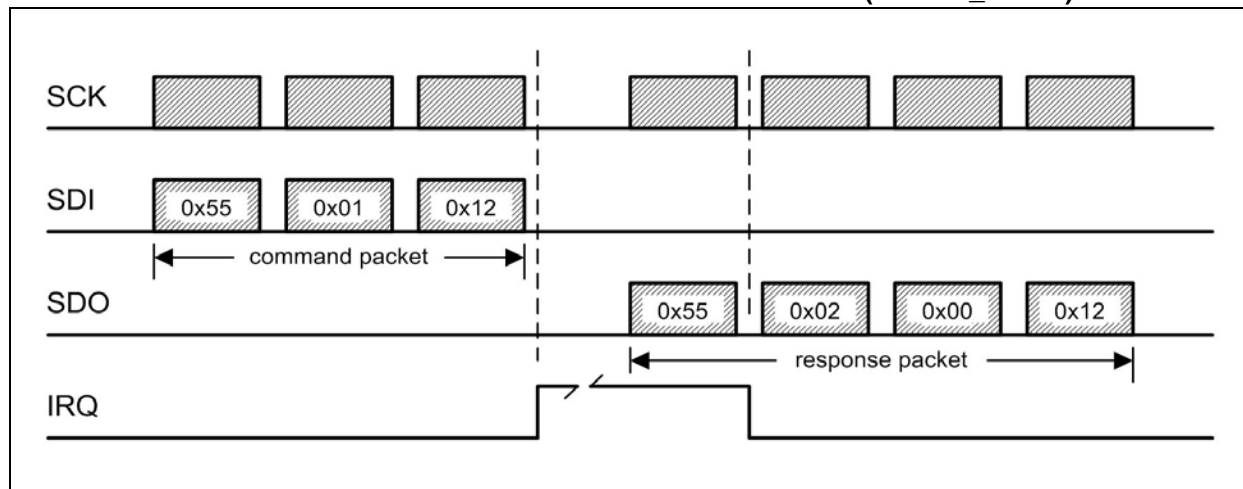 SCK
SDI
0x55 0x01 0x12
command packet
SDO
0x55 0x02 0x00 0x12
response packet
IRQ